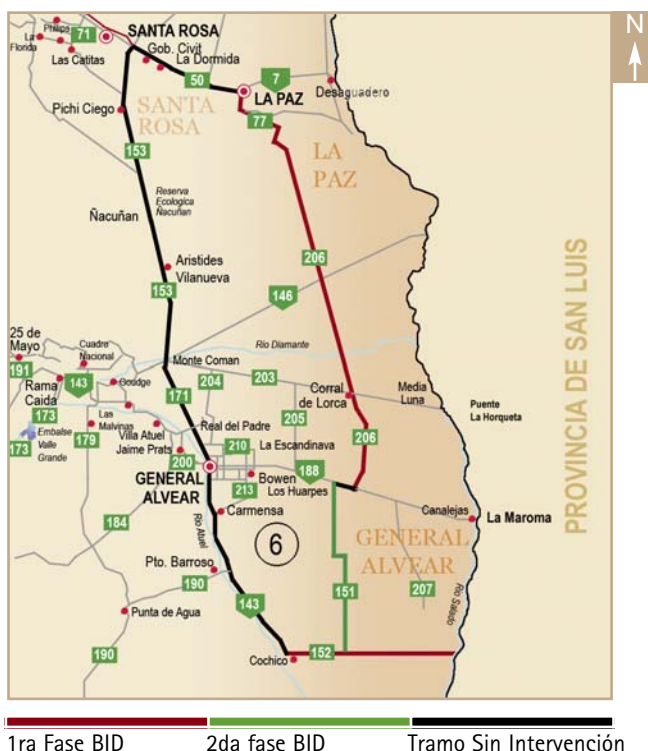 N
Philips
71
SANTA ROSA
La
Florida
Gob. Civit
La Dormida
Las Catitas
50
7
LA PAZ
Desaguadero
Pichi Ciego
SANTA
ROSA
77
153
LA
PAZ
Reserva
Ecologica
Ñacuñan
Ñacuñan
206
Aristides
Vilanueva
153
146
PROVINCIA DE SAN LUIS
25 de
Mayo
Cuadro
Nacional
Rio Diamante
191
Monte Coman
Rama
Caida
143
Goudge
171
204
203
Corral
de Lorca
Media
Luna
Puente
La Horqueta
173
Las
Malvinas
205
Embalse
Valle
Grande
173
179
Villa Atuel
Jaime Prats
Real del Padre
210
La Escandinava
206
200
188
GENERAL
ALVEAR
Bowen
213
Los Huarpes
Canalejas
La Maroma
184
Carmensa
Rio Atuel
6
GENERAL
ALVEAR
Pto. Barroso
190
143
151
207
Rio Salado
Punta de Agua
190
152
Cochico
1ra Fase BID
2da fase BID
Tramo Sin Intervención